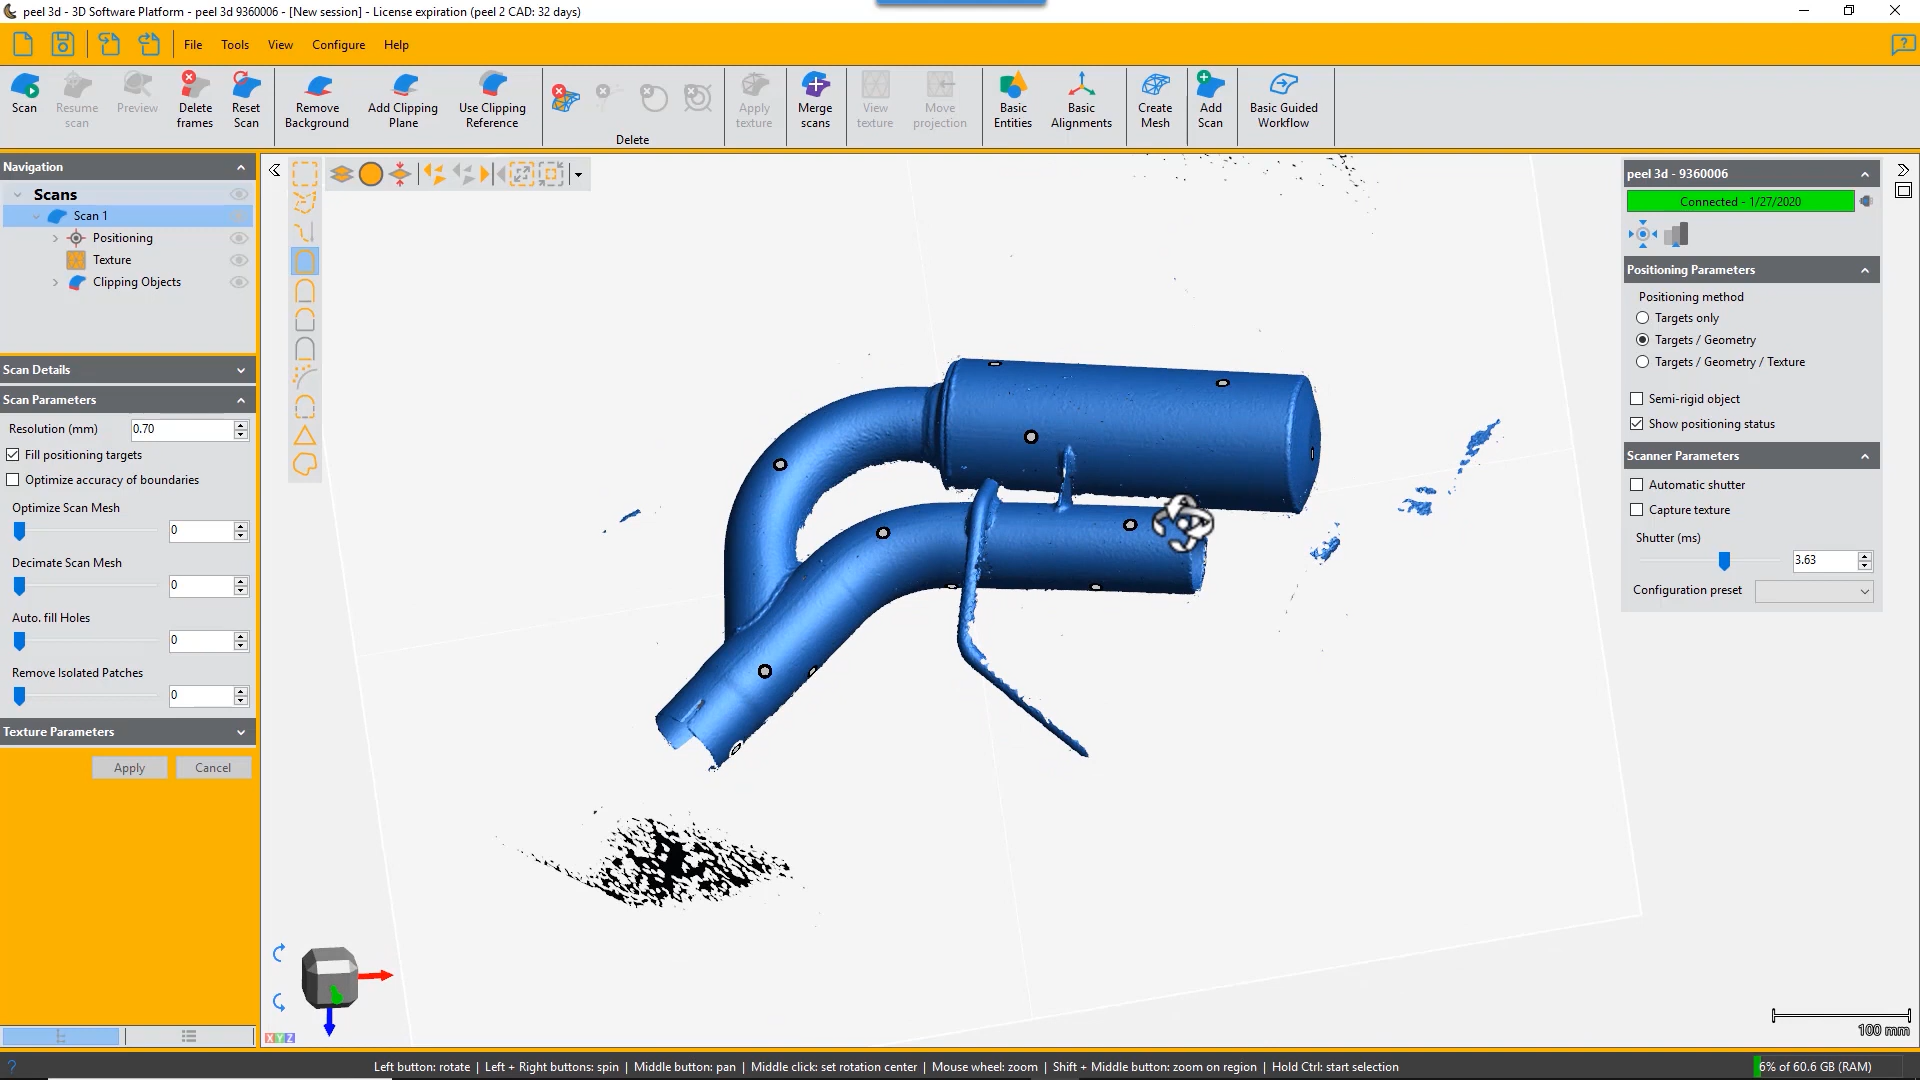 peel 3d - 3D Software Platform - peel 3d 9360006 - [New session] - License expiration (peel 2 CAD: 32 days)
File Tools View Configure Help
Scan
Resume scan
Preview
Delete frames
Reset Scan
Remove Background
Add Clipping Plane
Use Clipping Reference
Delete
Apply texture
Merge scans
View texture
Move projection
Basic Entities
Basic Alignments
Create Mesh
Add Scan
Basic Guided Workflow
Navigation
Scans
Scan 1
Positioning
Texture
Clipping Objects
Scan Details
Scan Parameters
Resolution (mm) 0.70
Fill positioning targets
Optimize accuracy of boundaries
Optimize Scan Mesh
0
Decimate Scan Mesh
0
Auto. fill Holes
0
Remove Isolated Patches
0
Texture Parameters
Apply Cancel
XYZ
peel 3d - 9360006
Connected - 1/27/2020
Positioning Parameters
Positioning method
Targets only
Targets / Geometry
Targets / Geometry / Texture
Semi-rigid object
Show positioning status
Scanner Parameters
Automatic shutter
Capture texture
Shutter (ms)
3.63
Configuration preset
100 mm
? Left button: rotate | Left + Right buttons: spin | Middle button: pan | Middle click: set rotation center | Mouse wheel: zoom | Shift + Middle button: zoom on region | Hold Ctrl: start selection 6% of 60.6 GB (RAM)